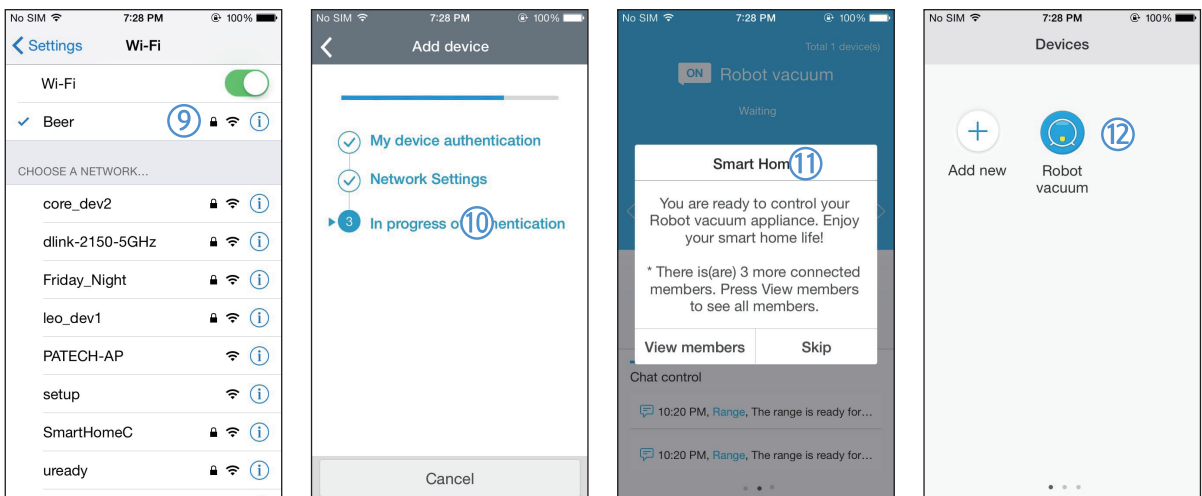 No SIM 7:28 PM 100%
Settings Wi-Fi
Wi-Fi
Beer ⑨
CHOOSE A NETWORK...
core_dev2
dlink-2150-5GHz
Friday_Night
leo_dev1
PATECH-AP
setup
SmartHomeC
uready
No SIM 7:28 PM 100%
Add device
My device authentication
Network Settings
3 In progress o⑩hentication
Cancel
No SIM 7:28 PM 100%
Total 1 device(s)
ON Robot vacuum
Waiting
Smart Hom⑪
You are ready to control your
Robot vacuum appliance. Enjoy
your smart home life!
* There is(are) 3 more connected
members. Press View members
to see all members.
View members Skip
Chat control
10:20 PM, Range, The range is ready for...
10:20 PM, Range, The range is ready for...
No SIM 7:28 PM 100%
Devices
⑫
Add new Robot
vacuum